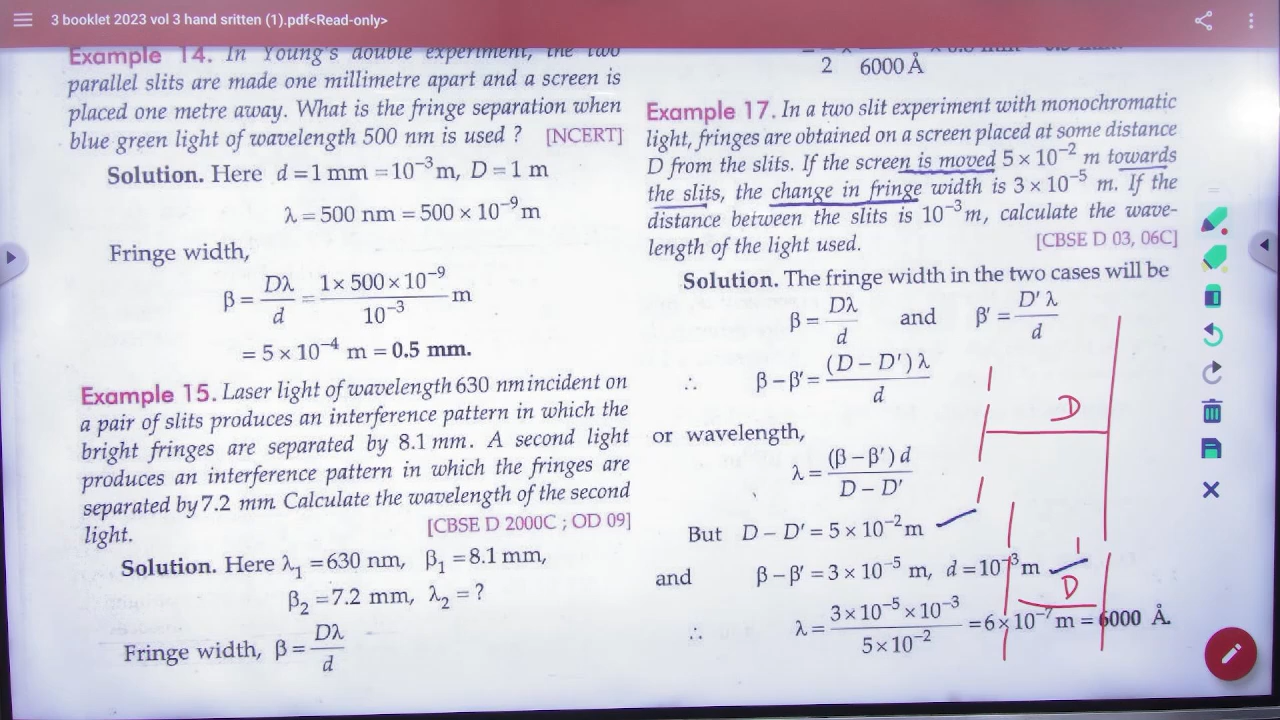 3 booklet 2023 vol 3 hand sritten (1).pdf<Read-only>
Example 14. In Young's double experiment, the two
parallel slits are made one millimetre apart and a screen is
placed one metre away. What is the fringe separation when
blue green light of wavelength 500 nm is used ? [NCERT]
Solution. Here d = 1 mm = 10⁻³ m, D = 1 m
λ = 500 nm = 500 × 10⁻⁹ m
Fringe width,
β = Dλ/d = 1 × 500 × 10⁻⁹/10⁻³ m
= 5 × 10⁻⁴ m = 0.5 mm.
Example 15. Laser light of wavelength 630 nm incident on
a pair of slits produces an interference pattern in which the
bright fringes are separated by 8.1 mm. A second light
produces an interference pattern in which the fringes are
separated by 7.2 mm. Calculate the wavelength of the second
light. [CBSE D 2000C ; OD 09]
Solution. Here λ₁ = 630 nm, β₁ = 8.1 mm,
β₂ = 7.2 mm, λ₂ = ?
Fringe width, β = Dλ/d
2 6000 Å
Example 17. In a two slit experiment with monochromatic
light, fringes are obtained on a screen placed at some distance
D from the slits. If the screen is moved 5 × 10⁻² m towards
the slits, the change in fringe width is 3 × 10⁻⁵ m. If the
distance between the slits is 10⁻³ m, calculate the wave-
length of the light used. [CBSE D 03, 06C]
Solution. The fringe width in the two cases will be
β = Dλ/d and β' = D'λ/d
∴ β – β' = (D – D') λ/d
or wavelength,
λ = (β – β') d/D – D'
But D – D' = 5 × 10⁻² m
and β – β' = 3 × 10⁻⁵ m, d = 10⁻³ m
∴ λ = 3 × 10⁻⁵ × 10⁻³/5 × 10⁻² = 6 × 10⁻⁷ m = 6000 Å.
D
D'